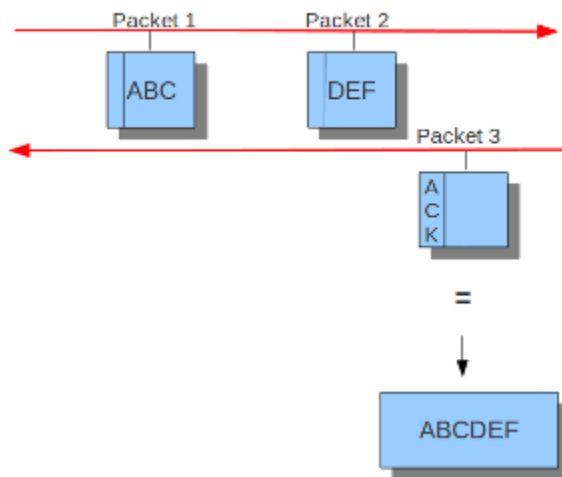 Packet 1
Packet 2
ABC
DEF
Packet 3
A
C
K
=
ABCDEF